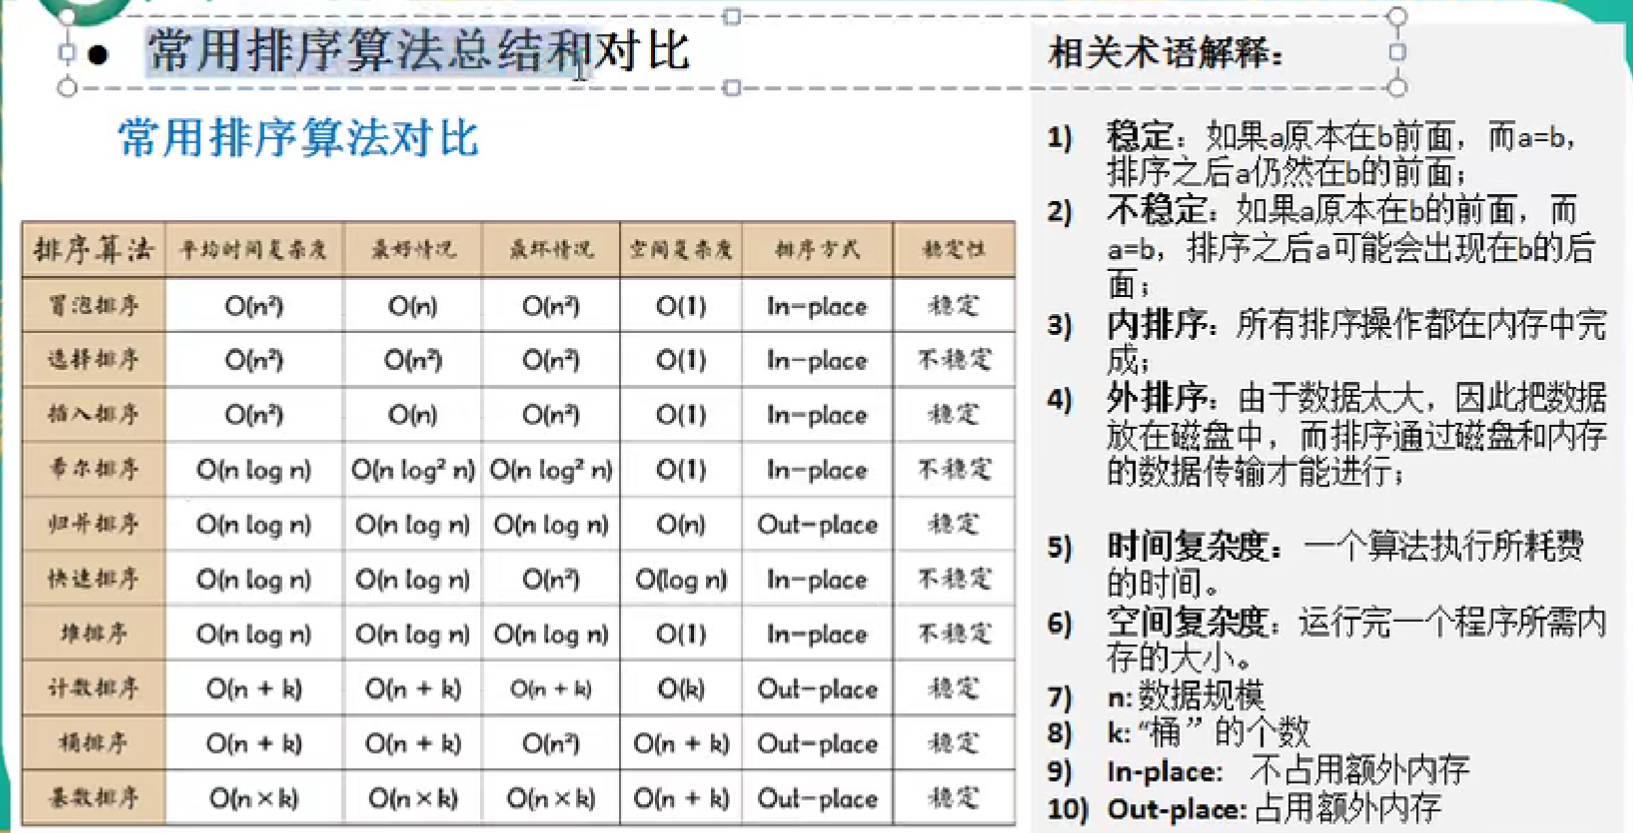 ● 常用排序算法总结和对比
常用排序算法对比
排序算法 平均时间复杂度 最好情况 最坏情况 空间复杂度 排序方式 稳定性
冒泡排序 O(n²) O(n) O(n²) O(1) In-place 稳定
选择排序 O(n²) O(n²) O(n²) O(1) In-place 不稳定
插入排序 O(n²) O(n) O(n²) O(1) In-place 稳定
希尔排序 O(n log n) O(n log² n) O(n log² n) O(1) In-place 不稳定
归并排序 O(n log n) O(n log n) O(n log n) O(n) Out-place 稳定
快速排序 O(n log n) O(n log n) O(n²) O(log n) In-place 不稳定
堆排序 O(n log n) O(n log n) O(n log n) O(1) In-place 不稳定
计数排序 O(n + k) O(n + k) O(n + k) O(k) Out-place 稳定
桶排序 O(n + k) O(n + k) O(n²) O(n + k) Out-place 稳定
基数排序 O(n×k) O(n×k) O(n×k) O(n + k) Out-place 稳定
相关术语解释:
1) 稳定：如果a原本在b前面，而a=b，
排序之后a仍然在b的前面；
2) 不稳定：如果a原本在b的前面，而
a=b，排序之后a可能会出现在b的后
面；
3) 内排序：所有排序操作都在内存中完
成；
4) 外排序：由于数据太大，因此把数据
放在磁盘中，而排序通过磁盘和内存
的数据传输才能进行；
5) 时间复杂度：一个算法执行所耗费
的时间。
6) 空间复杂度：运行完一个程序所需内
存的大小。
7) n: 数据规模
8) k: “桶”的个数
9) In-place: 不占用额外内存
10) Out-place: 占用额外内存